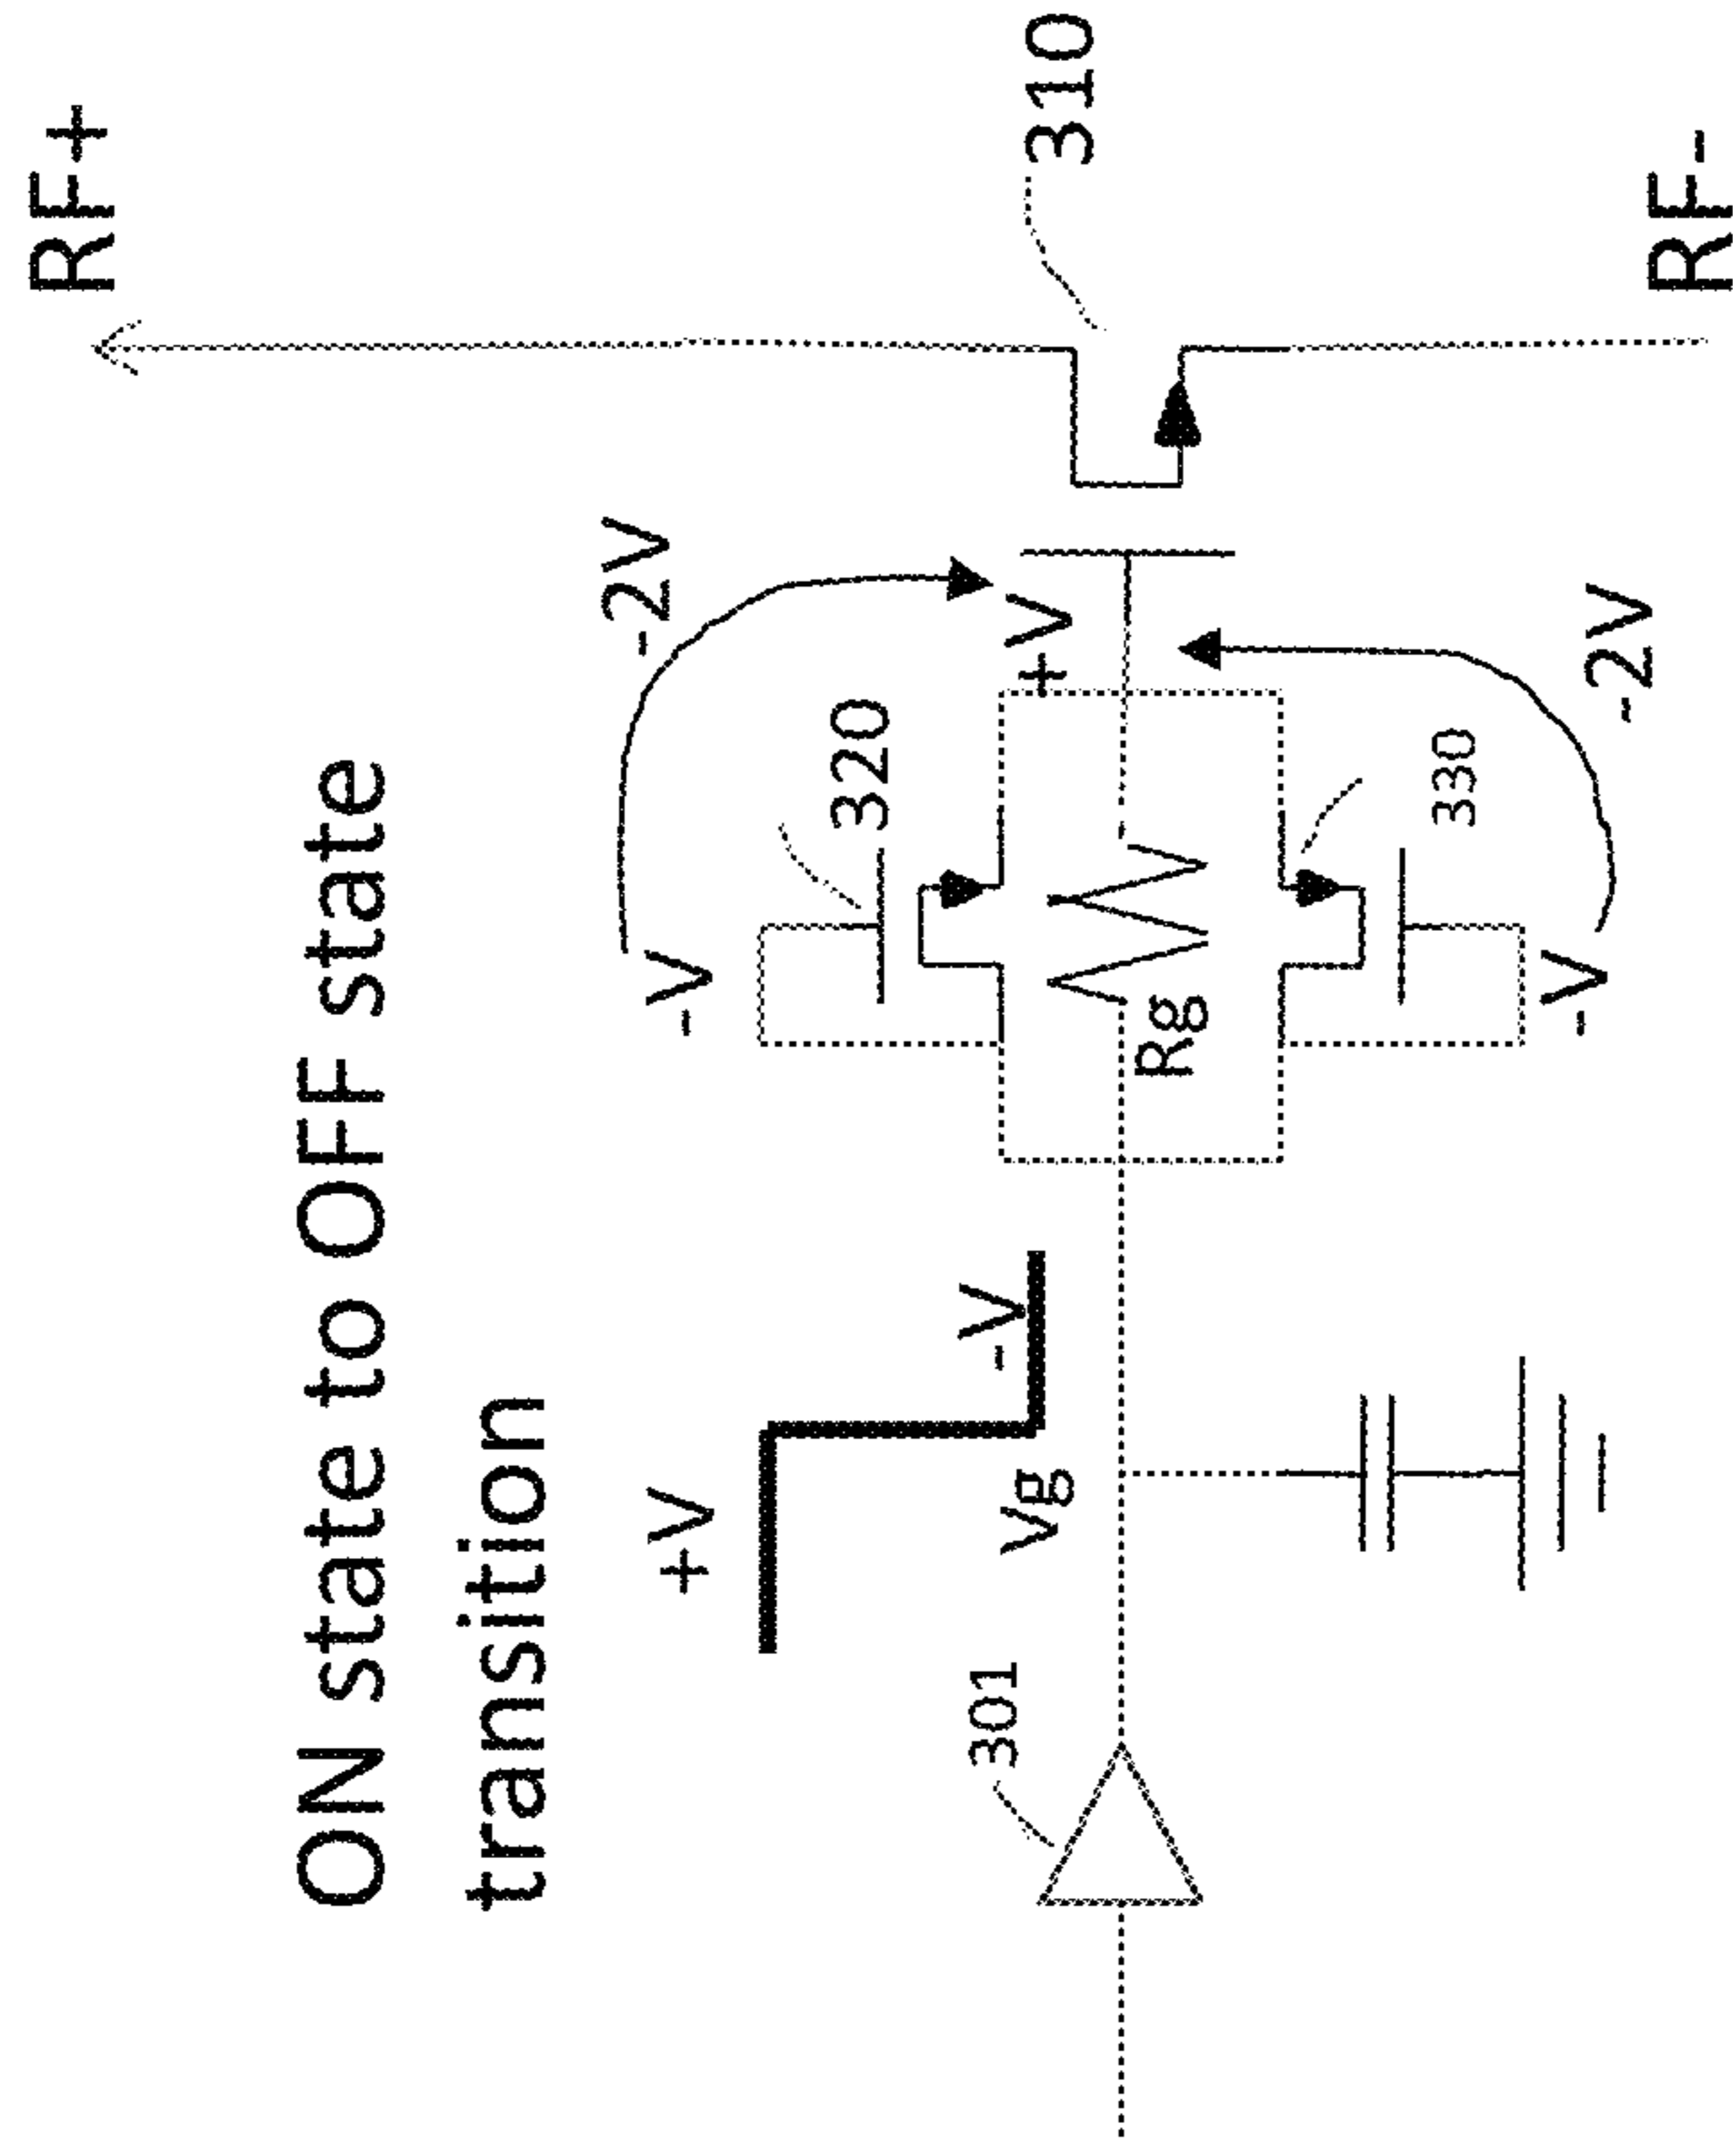 ON state to OFF state
transition
RF+
-2V
+V
-V
320
+V
310
-V
301
Vg
Rg
330
-V
-2V
RF-